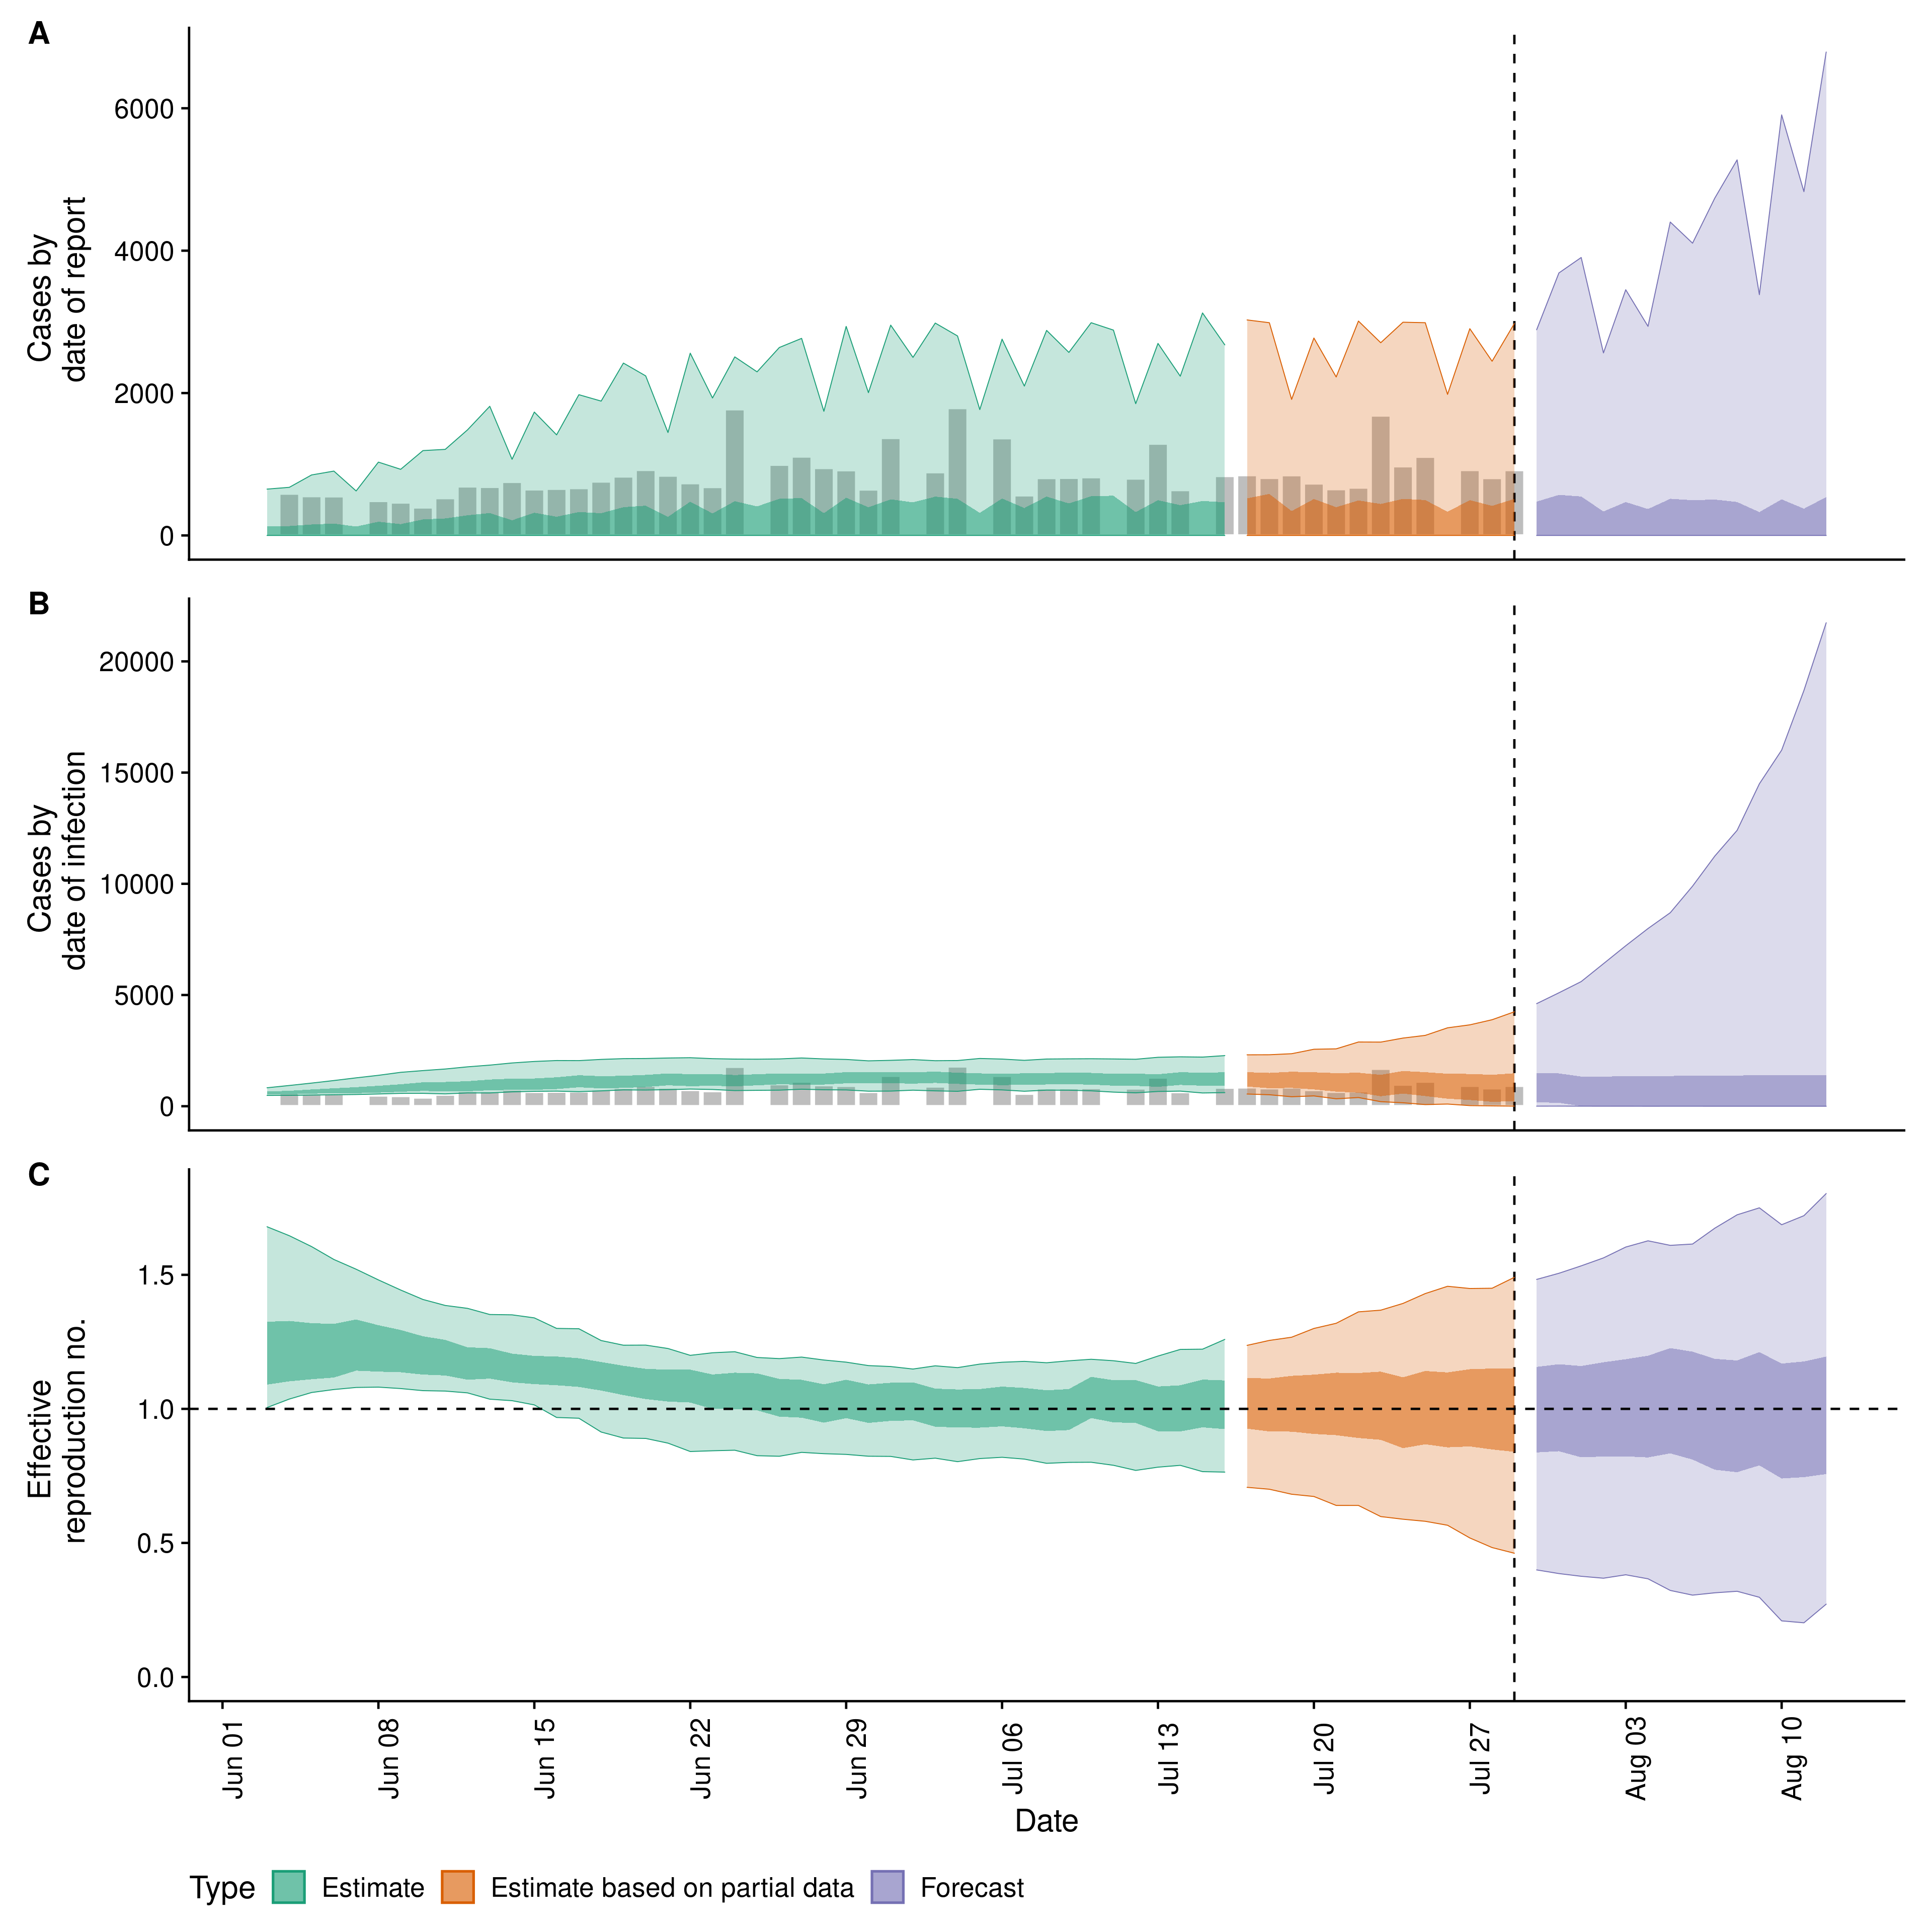 A
6000
4000
2000
0
Cases by
date of report
B
20000
15000
10000
5000
0
Cases by
date of infection
C
1.5
1.0
0.5
0.0
Effective
reproduction no.
Jun 01
Jun 08
Jun 15
Jun 22
Jun 29
Jul 06
Jul 13
Jul 20
Jul 27
Aug 03
Aug 10
Date
Type Estimate Estimate based on partial data Forecast